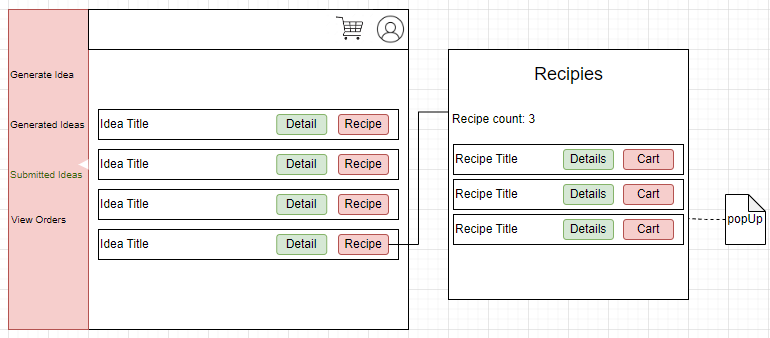 Generate Idea
Generated Ideas
Submitted Ideas
View Orders
Idea Title Detail Recipe
Idea Title Detail Recipe
Idea Title Detail Recipe
Idea Title Detail Recipe
Recipies
Recipe count: 3
Recipe Title Details Cart
Recipe Title Details Cart
Recipe Title Details Cart
popUp